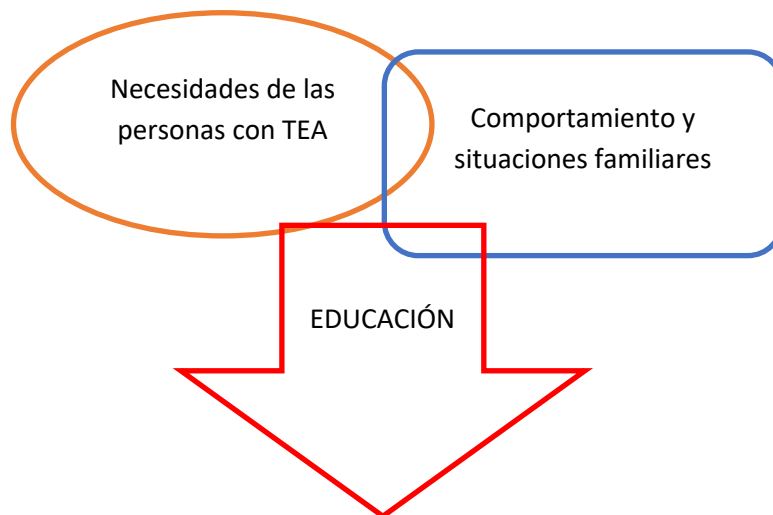 Necesidades de las
personas con TEA
Comportamiento y
situaciones familiares
EDUCACIÓN